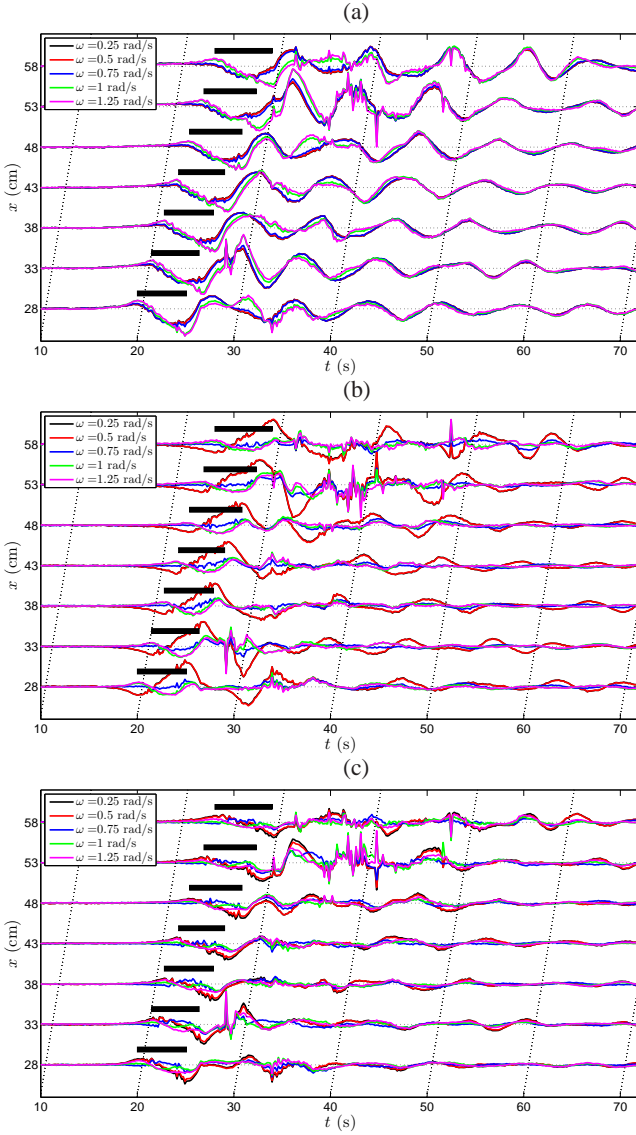 (a)
ω =0.25 rad/s
ω =0.5 rad/s
ω =0.75 rad/s
ω =1 rad/s
ω =1.25 rad/s
x (cm)
58
53
48
43
38
33
28
10 20 30 40 50 60 70
t (s)
(b)
ω =0.25 rad/s
ω =0.5 rad/s
ω =0.75 rad/s
ω =1 rad/s
ω =1.25 rad/s
x (cm)
58
53
48
43
38
33
28
10 20 30 40 50 60 70
t (s)
(c)
ω =0.25 rad/s
ω =0.5 rad/s
ω =0.75 rad/s
ω =1 rad/s
ω =1.25 rad/s
x (cm)
58
53
48
43
38
33
28
10 20 30 40 50 60 70
t (s)